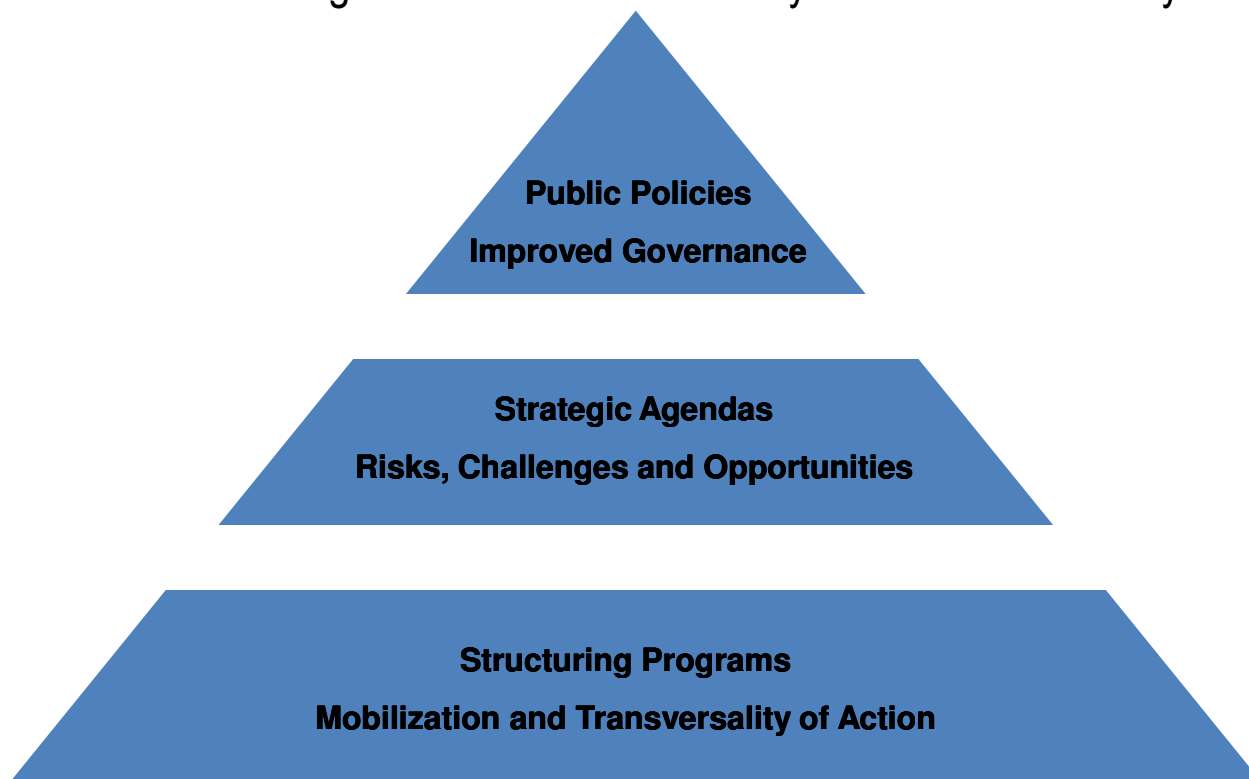 Public Policies
Improved Governance
Strategic Agendas
Risks, Challenges and Opportunities
Structuring Programs
Mobilization and Transversality of Action